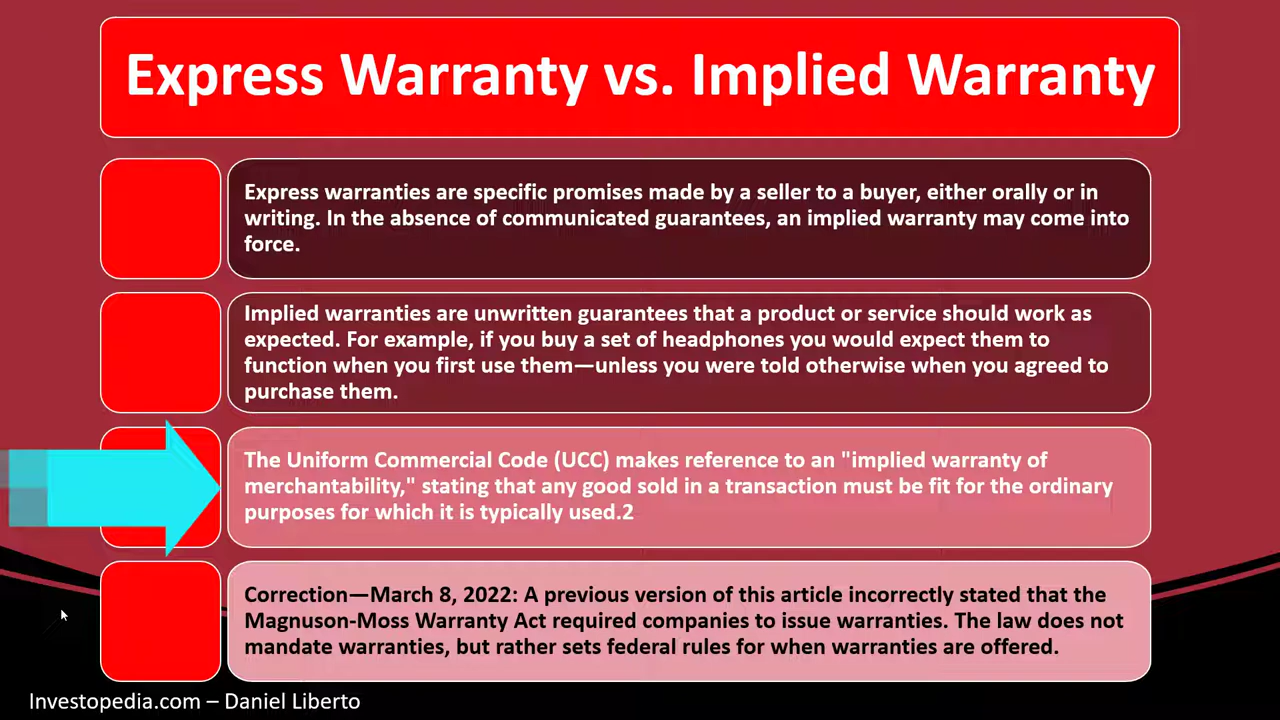 Express Warranty vs. Implied Warranty
Express warranties are specific promises made by a seller to a buyer, either orally or in
writing. In the absence of communicated guarantees, an implied warranty may come into
force.
Implied warranties are unwritten guarantees that a product or service should work as
expected. For example, if you buy a set of headphones you would expect them to
function when you first use them—unless you were told otherwise when you agreed to
purchase them.
The Uniform Commercial Code (UCC) makes reference to an "implied warranty of
merchantability," stating that any good sold in a transaction must be fit for the ordinary
purposes for which it is typically used.2
Correction—March 8, 2022: A previous version of this article incorrectly stated that the
Magnuson-Moss Warranty Act required companies to issue warranties. The law does not
mandate warranties, but rather sets federal rules for when warranties are offered.
Investopedia.com – Daniel Liberto